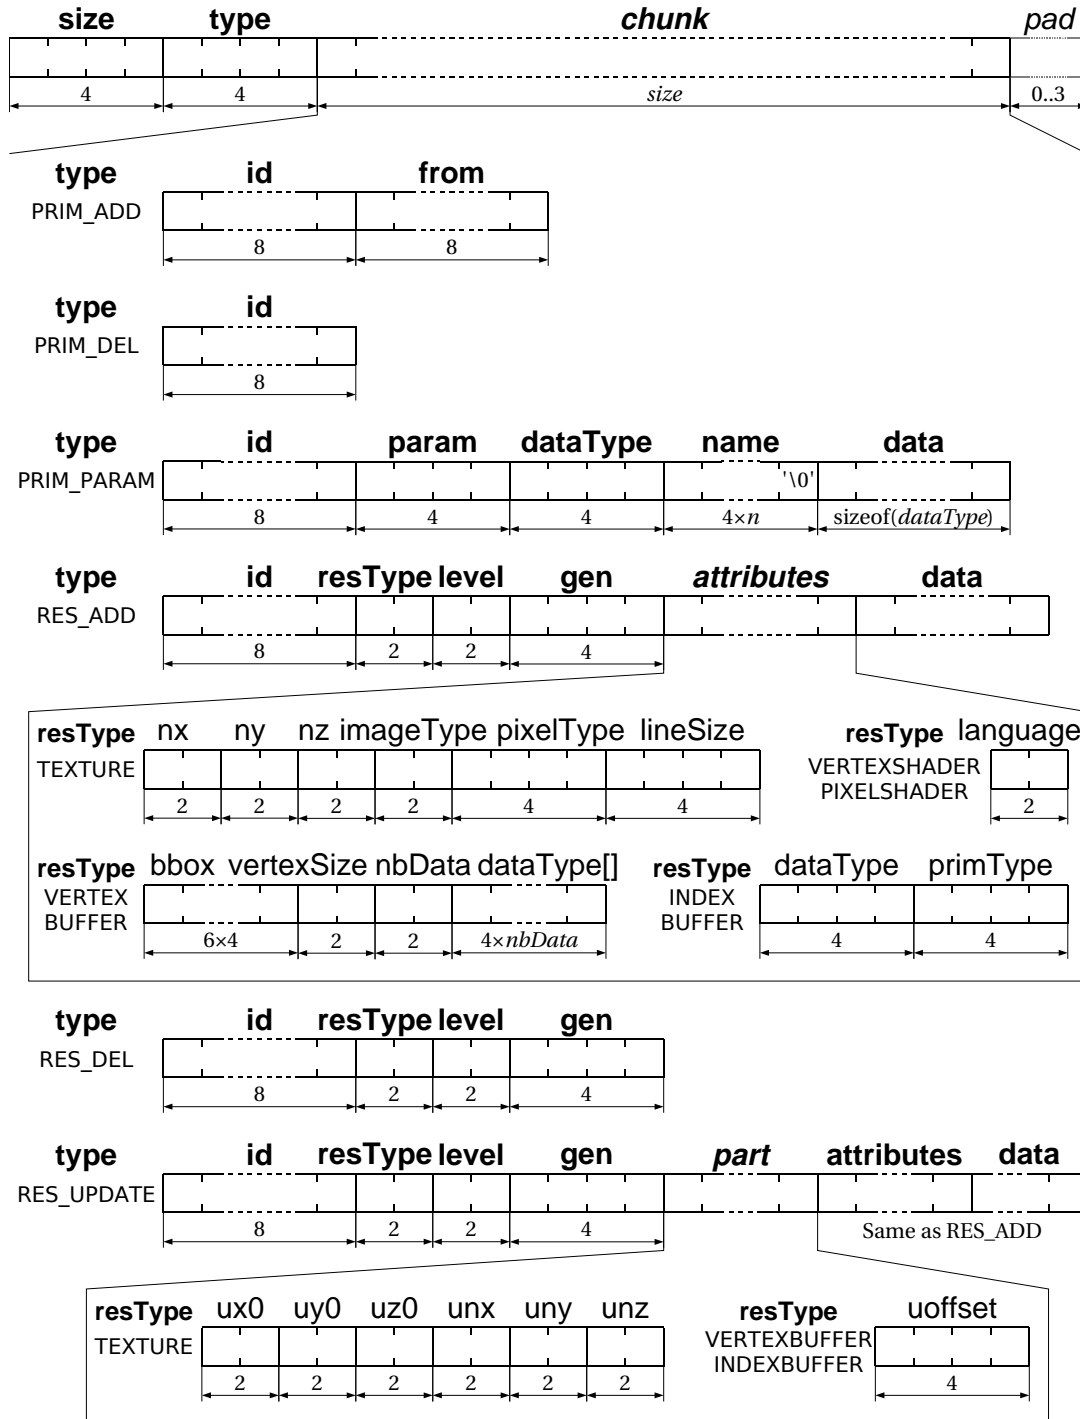 size type chunk pad
4 4 size 0..3
type id from
PRIM_ADD
8 8
type id
PRIM_DEL
8
type id param dataType name data
PRIM_PARAM '\0'
8 4 4 4×n sizeof(dataType)
type id resType level gen attributes data
RES_ADD
8 2 2 4
resType nx ny nz imageType pixelType lineSize
TEXTURE
2 2 2 2 4 4
resType language
VERTEXSHADER
PIXELSHADER
2
resType bbox vertexSize nbData dataType[]
VERTEX
BUFFER
6×4 2 2 4×nbData
resType dataType primType
INDEX
BUFFER
4 4
type id resType level gen
RES_DEL
8 2 2 4
type id resType level gen part attributes data
RES_UPDATE
8 2 2 4 Same as RES_ADD
resType ux0 uy0 uz0 unx uny unz
TEXTURE
2 2 2 2 2 2
resType uoffset
VERTEXBUFFER
INDEXBUFFER
4